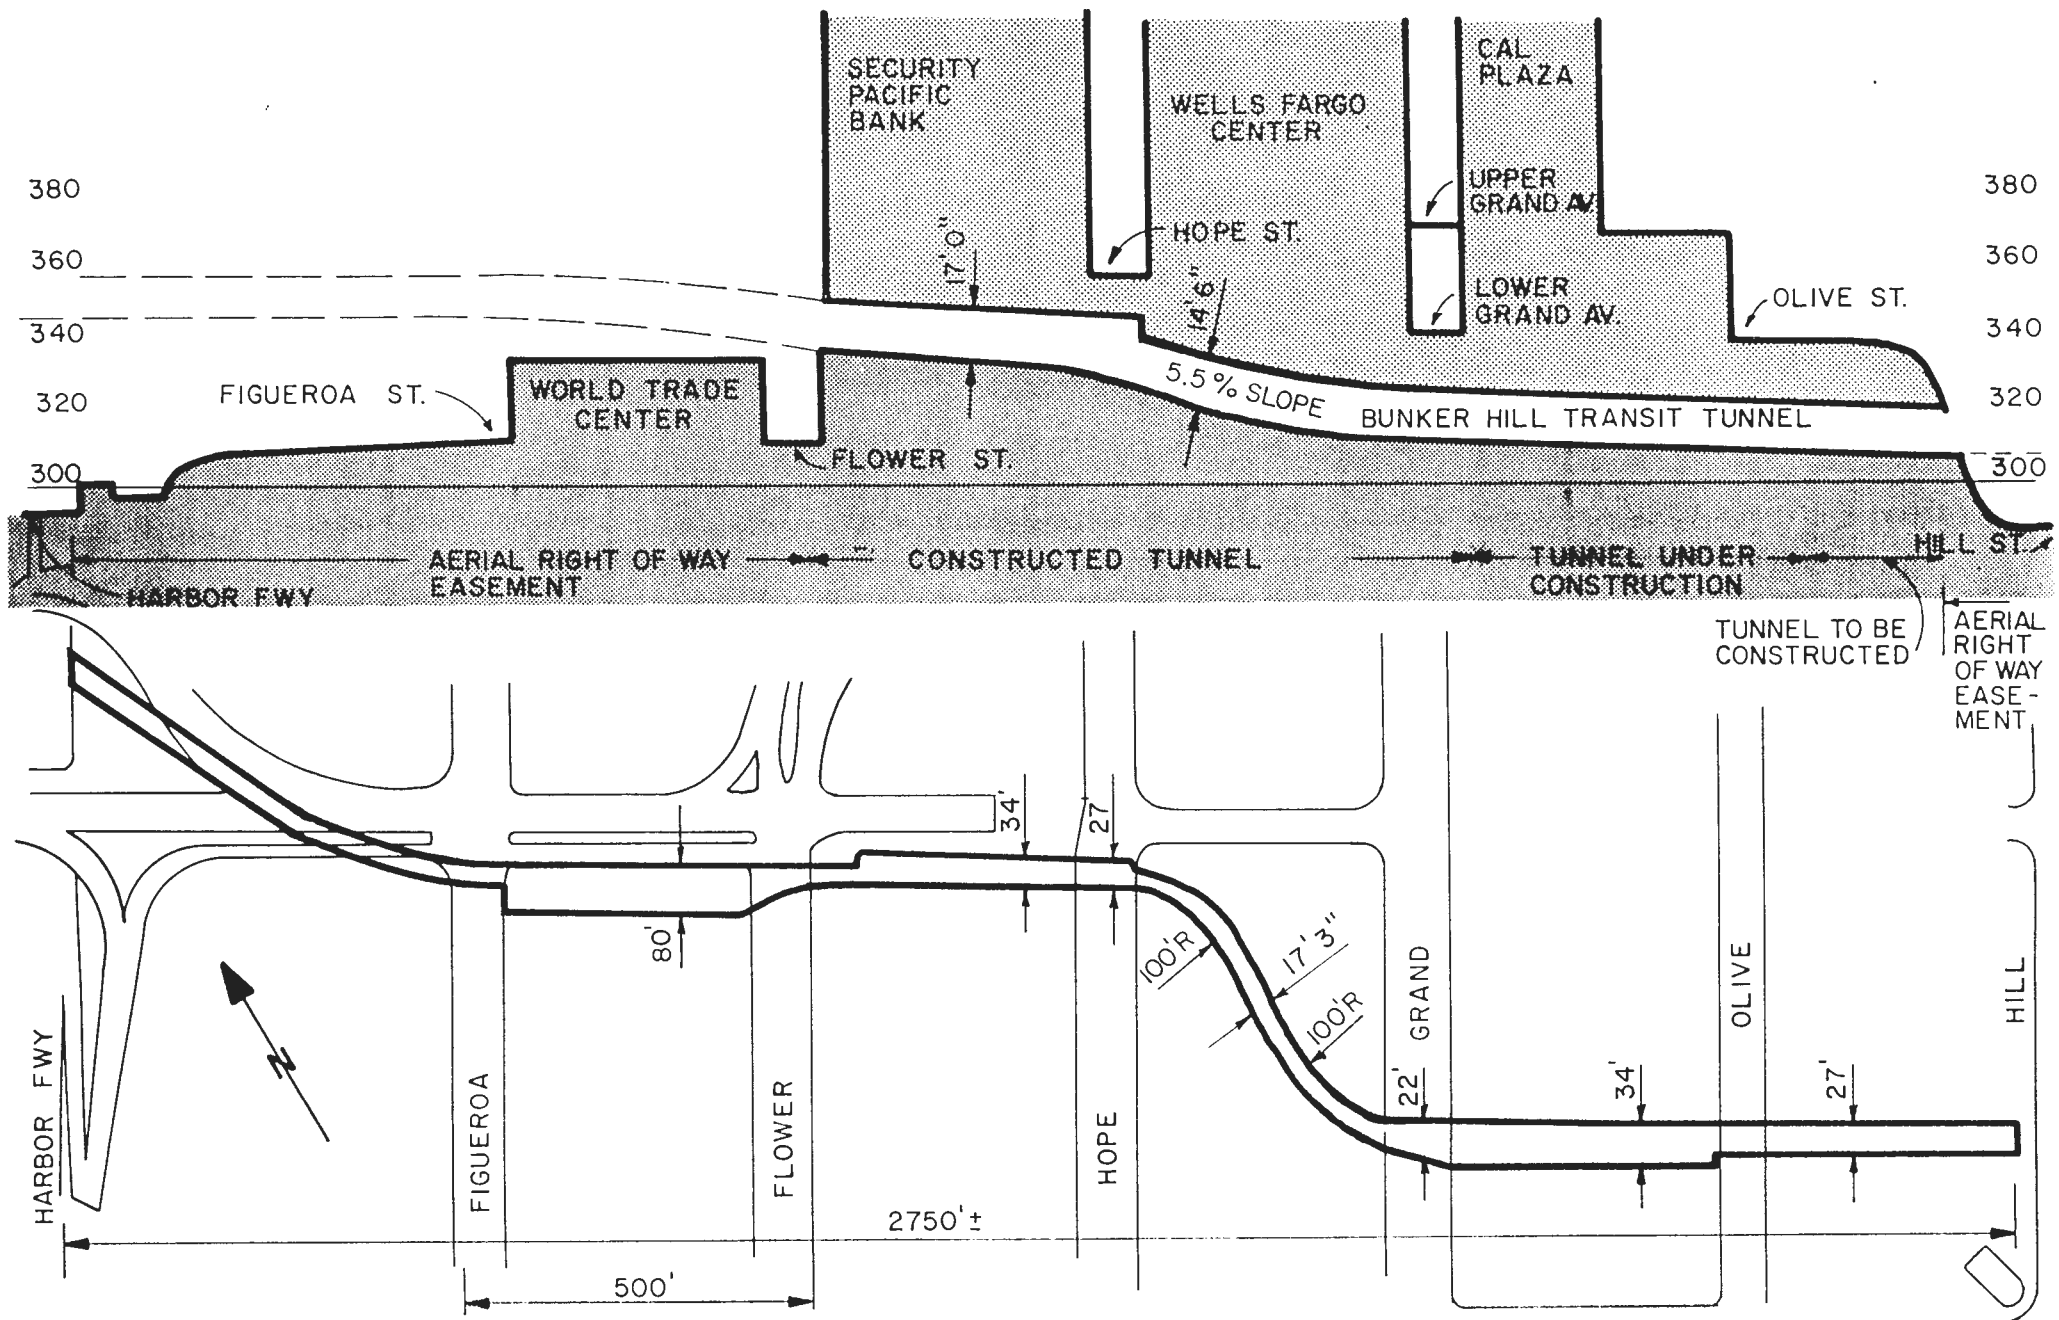 SECURITY
PACIFIC
BANK
WELLS FARGO
CENTER
CAL
PLAZA
UPPER
GRAND AV.
HOPE ST.
LOWER
GRAND AV.
OLIVE ST.
380
360
340
320
300
380
360
340
320
300
17'0"
14'6"
5.5% SLOPE
BUNKER HILL TRANSIT TUNNEL
FIGUEROA ST.
WORLD TRADE
CENTER
FLOWER ST.
HILL ST.
HARBOR FWY
AERIAL RIGHT OF WAY
EASEMENT
CONSTRUCTED TUNNEL
TUNNEL UNDER
CONSTRUCTION
TUNNEL TO BE
CONSTRUCTED
AERIAL
RIGHT
OF WAY
EASE-
MENT
34'
27
80'
100'R
17'3"
100'R
22'
34'
27'
N
HARBOR FWY
FIGUEROA
FLOWER
HOPE
GRAND
OLIVE
HILL
2750'±
500'